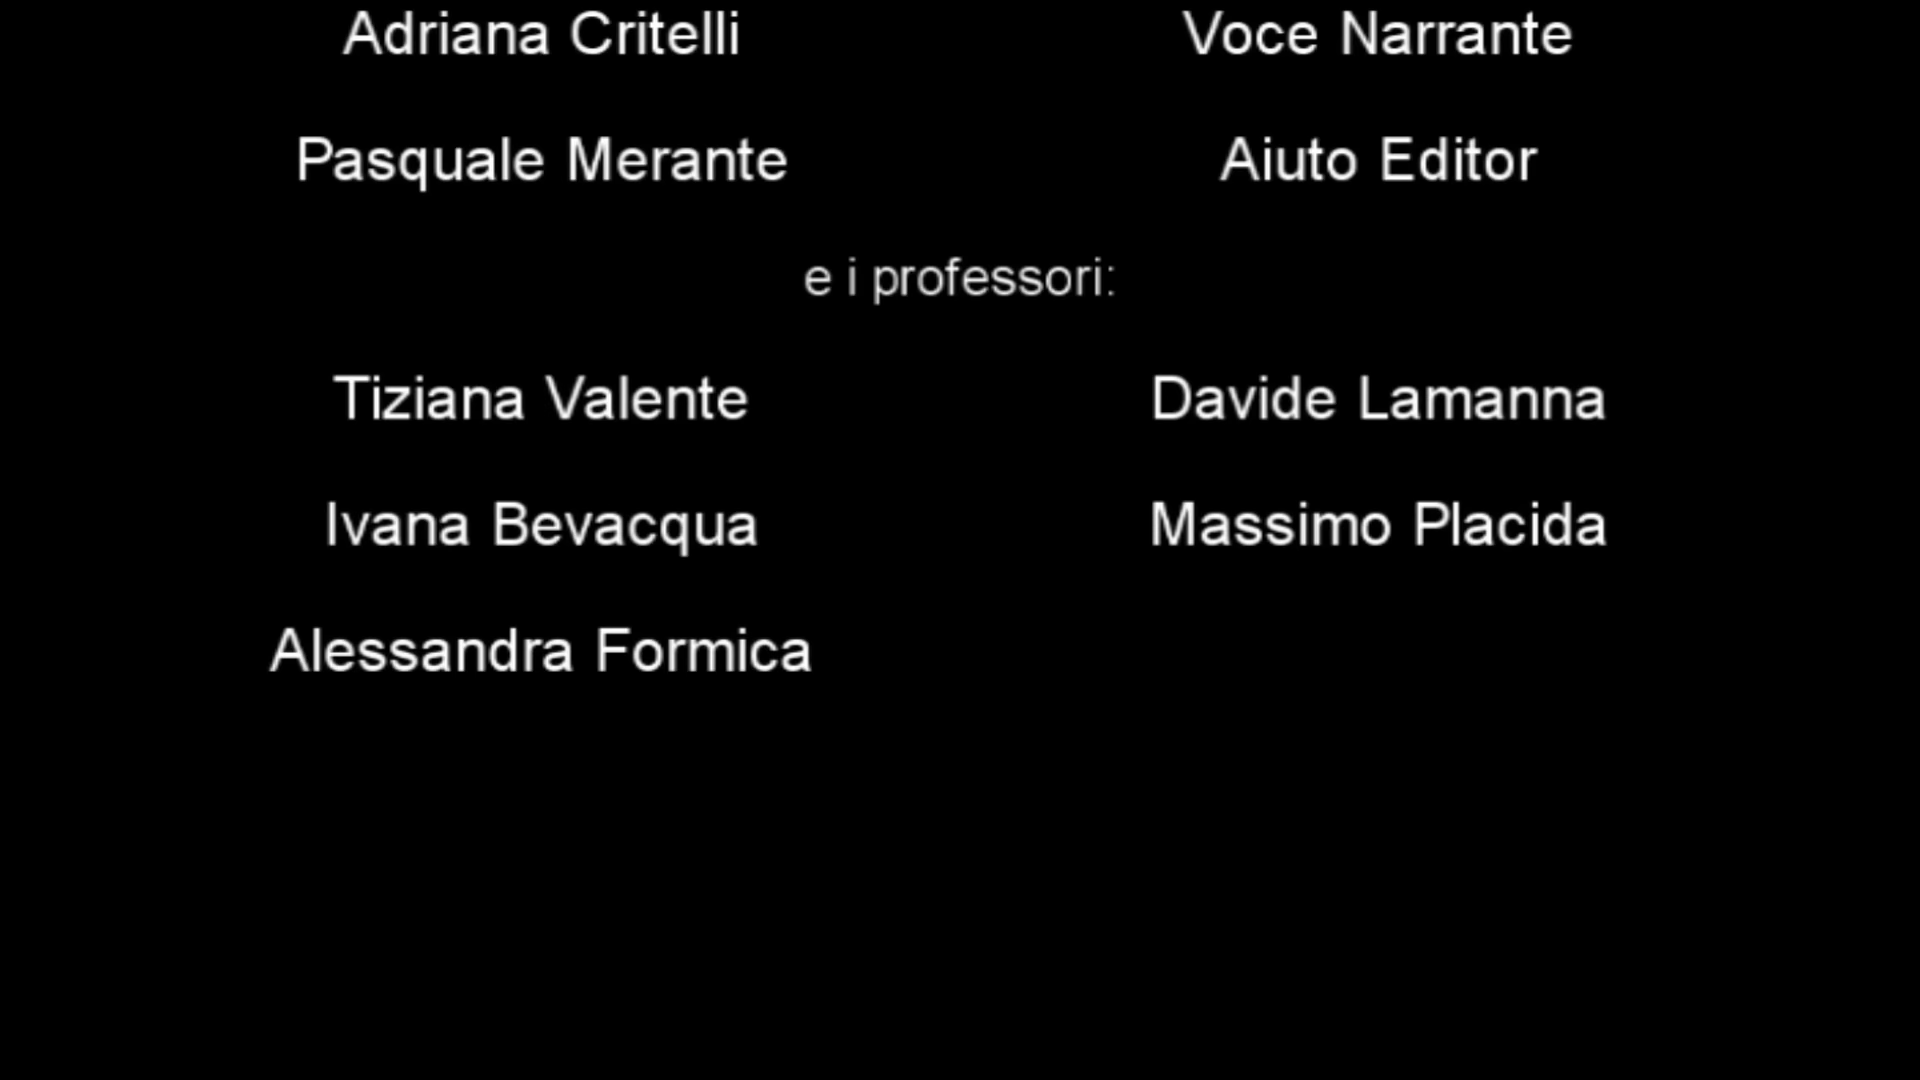 Adriana Critelli Voce Narrante
Pasquale Merante Aiuto Editor
e i professori:
Tiziana Valente Davide Lamanna
Ivana Bevacqua Massimo Placida
Alessandra Formica